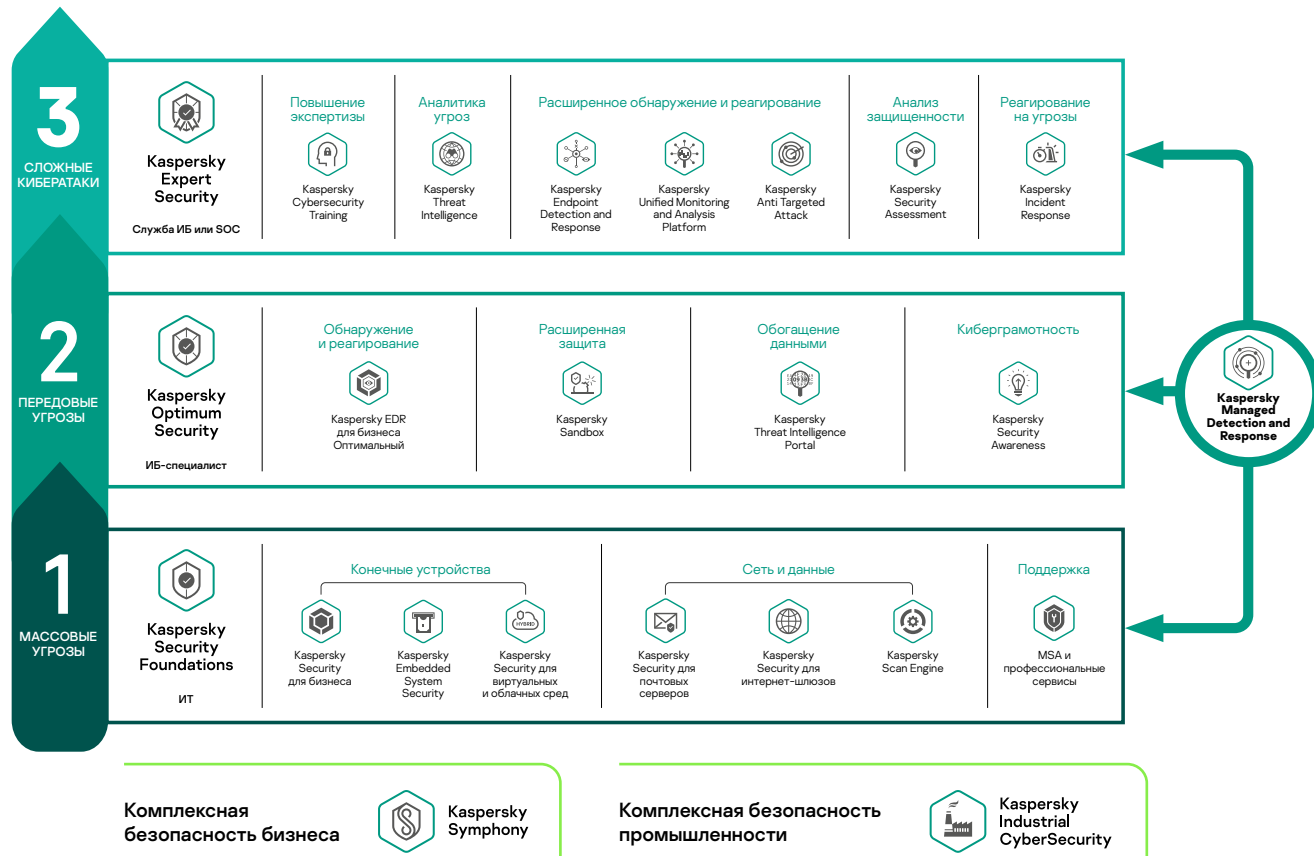 3
СЛОЖНЫЕ
КИБЕРАТАКИ
Kaspersky
Expert
Security
Служба ИБ или SOC
Повышение
экспертизы
Kaspersky
Cybersecurity
Training
Аналитика
угроз
Kaspersky
Threat
Intelligence
Расширенное обнаружение и реагирование
Kaspersky
Endpoint
Detection and
Response
Kaspersky
Unified Monitoring
and Analysis
Platform
Kaspersky
Anti Targeted
Attack
Анализ
защищенности
Kaspersky
Security
Assessment
Реагирование
на угрозы
Kaspersky
Incident
Response
2
ПЕРЕДОВЫЕ
УГРОЗЫ
Kaspersky
Optimum
Security
ИБ-специалист
Обнаружение
и реагирование
Kaspersky EDR
для бизнеса
Оптимальный
Расширенная
защита
Kaspersky
Sandbox
Обогащение
данными
Kaspersky
Threat Intelligence
Portal
Киберграмотность
Kaspersky
Security
Awareness
Kaspersky
Managed
Detection and
Response
1
МАССОВЫЕ
УГРОЗЫ
Kaspersky
Security
Foundations
ИТ
Конечные устройства
Kaspersky
Security
для бизнеса
Kaspersky
Embedded
System
Security
HYBRID
Kaspersky
Security для
виртуальных
и облачных сред
Сеть и данные
Kaspersky
Security для
почтовых
серверов
Kaspersky
Security для
интернет-шлюзов
Kaspersky
Scan Engine
Поддержка
MSA и
профессиональные
сервисы
Комплексная
безопасность бизнеса
Kaspersky
Symphony
Комплексная безопасность
промышленности
Kaspersky
Industrial
CyberSecurity